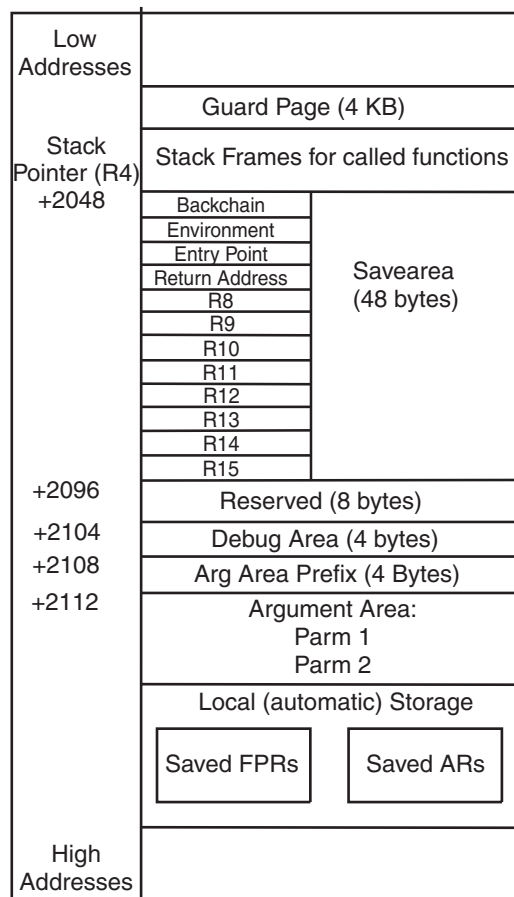 Low
Addresses
Guard Page (4 KB)
Stack
Pointer (R4)
+2048
Stack Frames for called functions
Backchain
Environment
Entry Point
Return Address
R8
R9
R10
R11
R12
R13
R14
R15
Savearea
(48 bytes)
+2096
Reserved (8 bytes)
+2104
Debug Area (4 bytes)
+2108
Arg Area Prefix (4 Bytes)
+2112
Argument Area:
Parm 1
Parm 2
Local (automatic) Storage
Saved FPRs
Saved ARs
High
Addresses